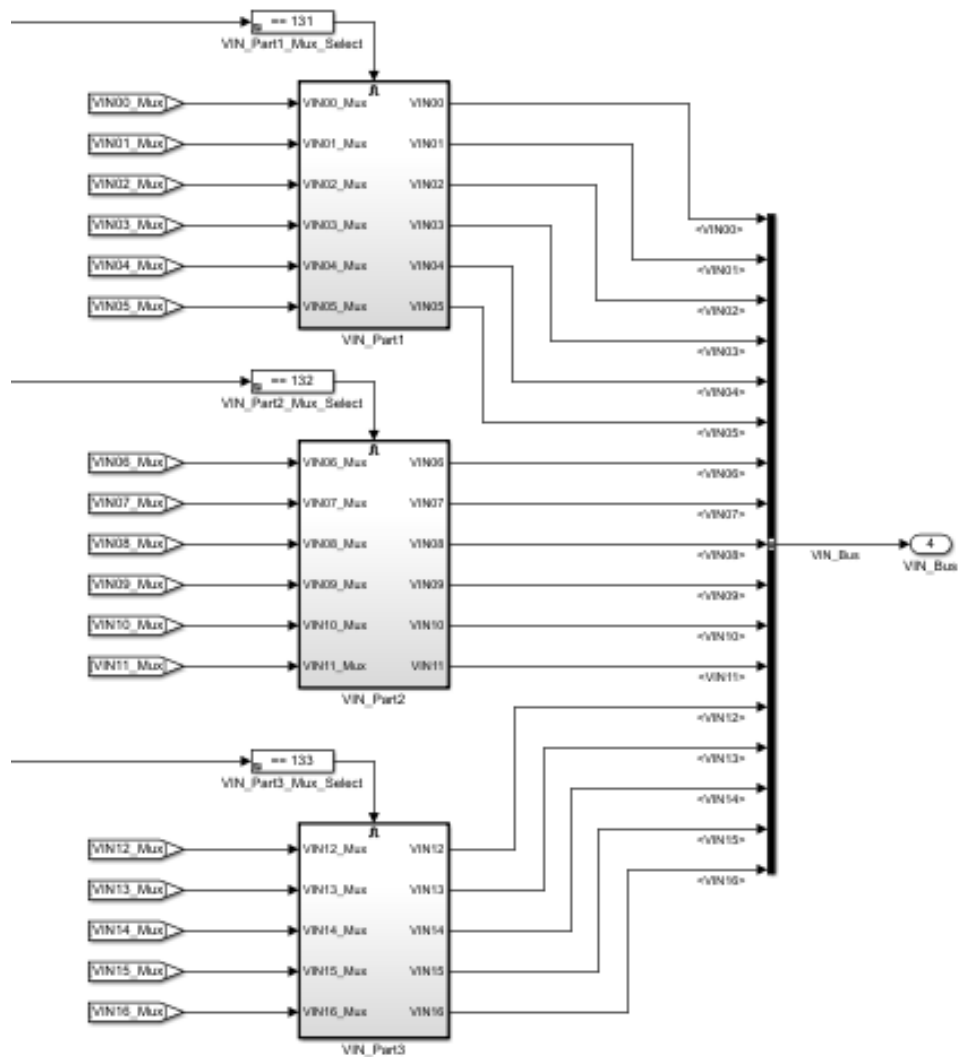 == 131
VIN_Part1_Mux_Select
VIN00_Mux VIN00_Mux VIN00
VIN01_Mux VIN01_Mux VIN01
VIN02_Mux VIN02_Mux VIN02
VIN03_Mux VIN03_Mux VIN03
VIN04_Mux VIN04_Mux VIN04
VIN05_Mux VIN05_Mux VIN05
VIN_Part1
== 132
VIN_Part2_Mux_Select
VIN06_Mux VIN06_Mux VIN06
VIN07_Mux VIN07_Mux VIN07
VIN08_Mux VIN08_Mux VIN08
VIN09_Mux VIN09_Mux VIN09
VIN10_Mux VIN10_Mux VIN10
VIN11_Mux VIN11_Mux VIN11
VIN_Part2
== 133
VIN_Part3_Mux_Select
VIN12_Mux VIN12_Mux VIN12
VIN13_Mux VIN13_Mux VIN13
VIN14_Mux VIN14_Mux VIN14
VIN15_Mux VIN15_Mux VIN15
VIN16_Mux VIN16_Mux VIN16
VIN_Part3
<VIN00>
<VIN01>
<VIN02>
<VIN03>
<VIN04>
<VIN05>
<VIN06>
<VIN07>
<VIN08>
<VIN09>
<VIN10>
<VIN11>
<VIN12>
<VIN13>
<VIN14>
<VIN15>
<VIN16>
VIN_Bus
4
VIN_Bus